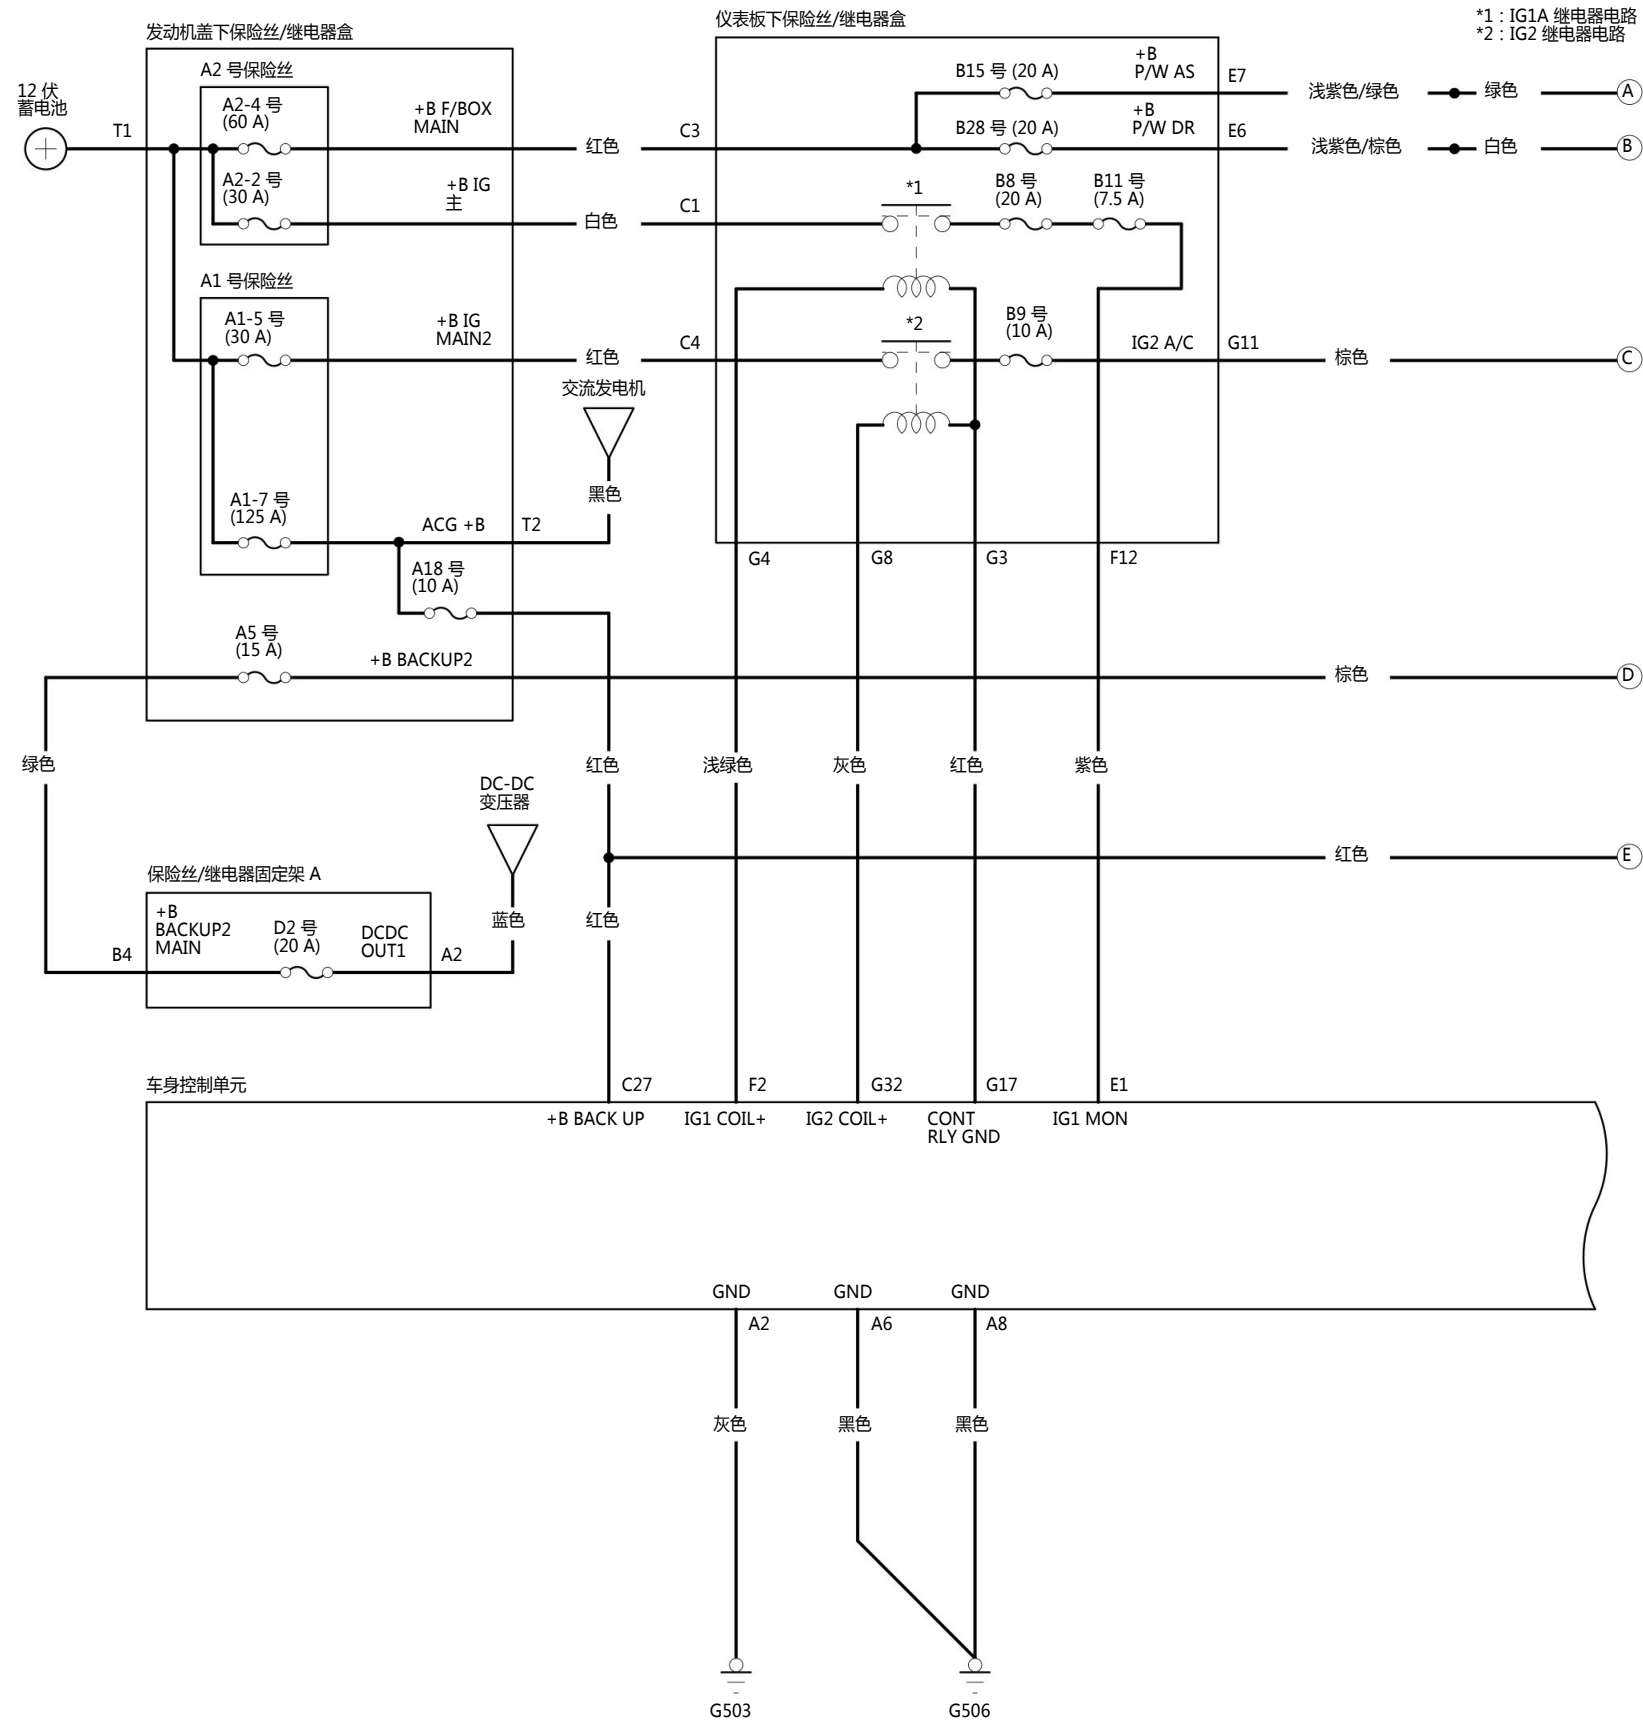 发动机盖下保险丝/继电器盒
仪表板下保险丝/继电器盒
*1：IG1A 继电器电路
*2：IG2 继电器电路
12 伏
蓄电池
T1
A2 号保险丝
A2-4 号
(60 A)
+B F/BOX
MAIN
红色
C3
B15 号 (20 A)
+B
P/W AS
E7
浅紫色/绿色
绿色
A
B28 号 (20 A)
+B
P/W DR
E6
浅紫色/棕色
白色
B
A2-2 号
(30 A)
+B IG
主
白色
C1
*1
B8 号
(20 A)
B11 号
(7.5 A)
A1 号保险丝
A1-5 号
(30 A)
+B IG
MAIN2
红色
C4
*2
B9 号
(10 A)
IG2 A/C
G11
棕色
C
交流发电机
黑色
A1-7 号
(125 A)
ACG +B
T2
A18 号
(10 A)
G4
G8
G3
F12
A5 号
(15 A)
+B BACKUP2
棕色
D
绿色
红色
浅绿色
灰色
红色
紫色
DC-DC
变压器
红色
E
保险丝/继电器固定架 A
+B
BACKUP2
MAIN
D2 号
(20 A)
DCDC
OUT1
B4
A2
蓝色
红色
车身控制单元
C27
F2
G32
G17
E1
+B BACK UP
IG1 COIL+
IG2 COIL+
CONT
RLY GND
IG1 MON
GND
GND
GND
A2
A6
A8
灰色
黑色
黑色
G503
G506